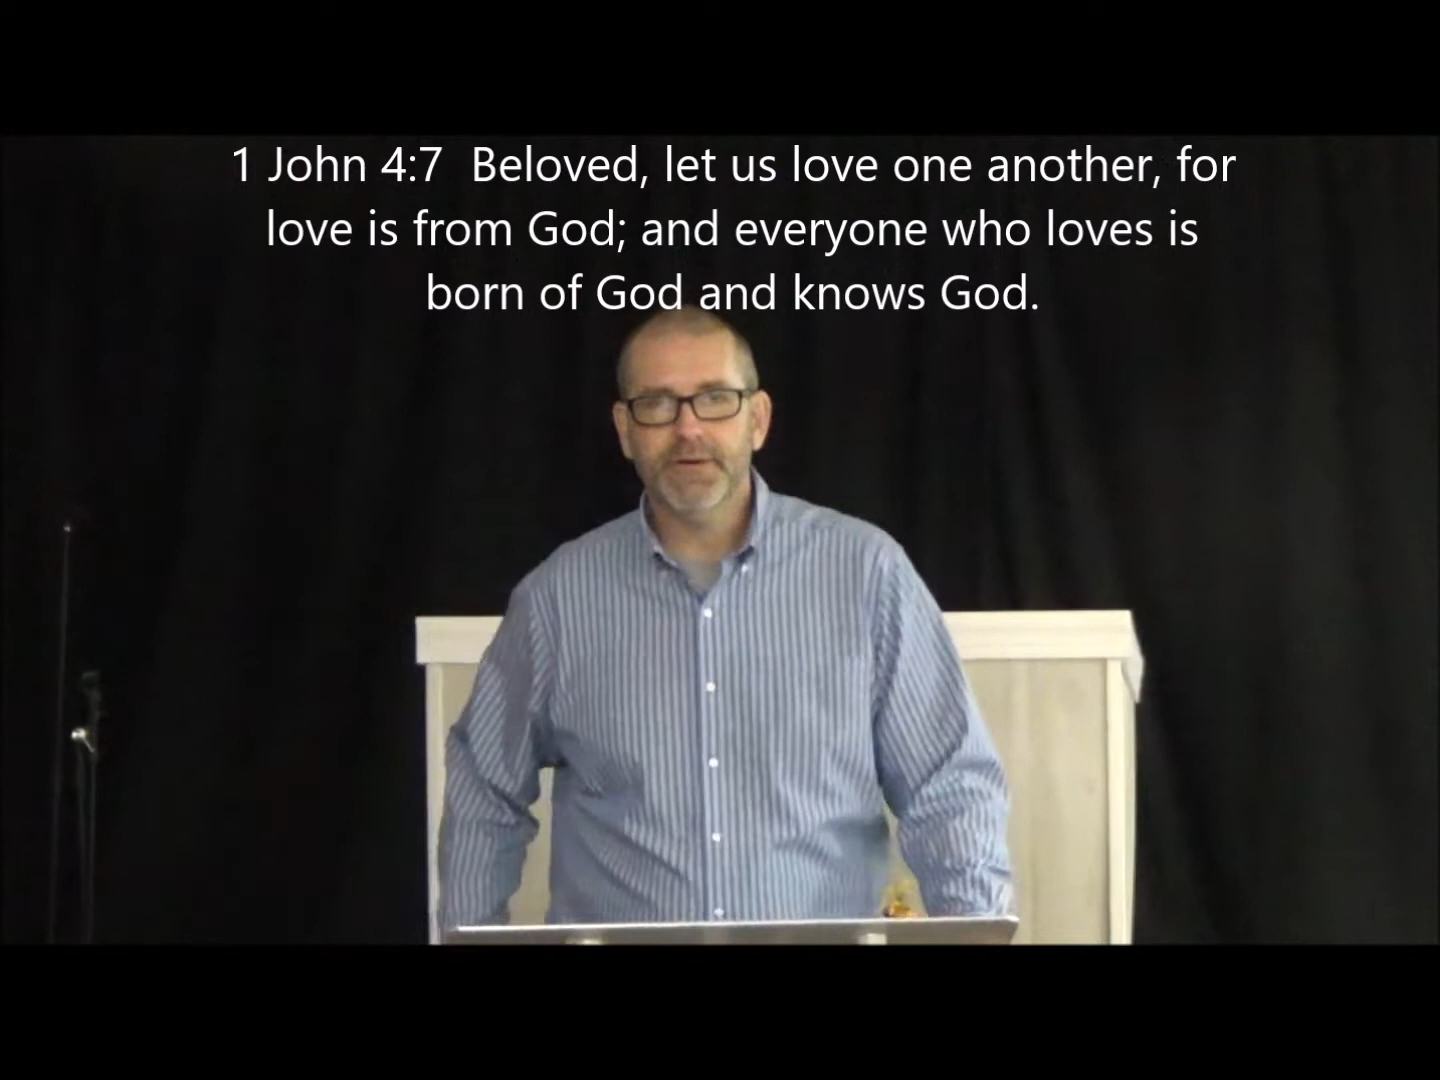 1 John 4:7  Beloved, let us love one another, for
love is from God; and everyone who loves is
born of God and knows God.